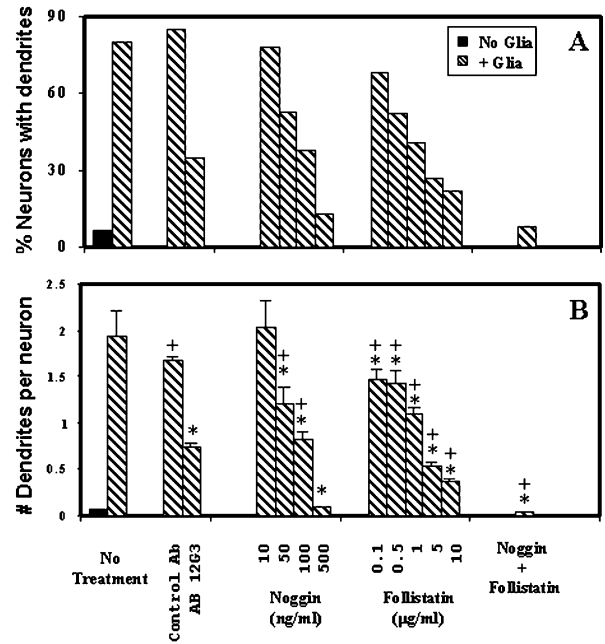 90
60
30
0
% Neurons with dendrites
A
No Glia
+ Glia
2.5
2
1.5
1
0.5
0
# Dendrites per neuron
B
+
*
+
*
+
*
*
+ +
* *
+
*
+
*
+
*
+
*
No
Treatment
Control Ab
AB 12G3
10
50
100
500
Noggin
(ng/ml)
0.1
0.5
1
5
10
Follistatin
(µg/ml)
Noggin
+
Follistatin